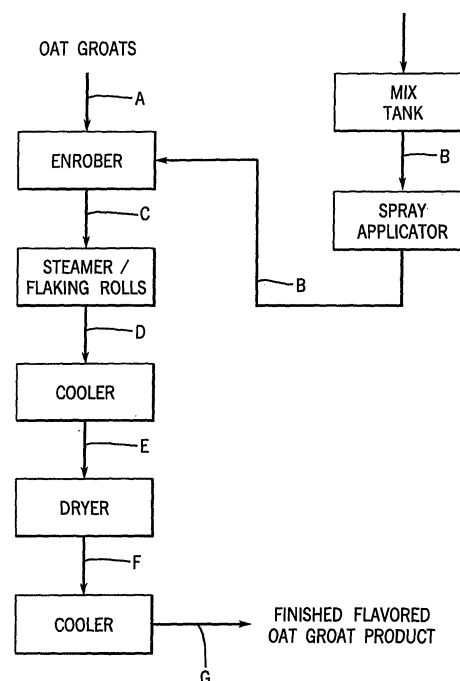 OAT GROATS
A
ENROBER
C
STEAMER /
FLAKING ROLLS
D
COOLER
E
DRYER
F
COOLER
G
FINISHED FLAVORED
OAT GROAT PRODUCT
MIX
TANK
B
SPRAY
APPLICATOR
B